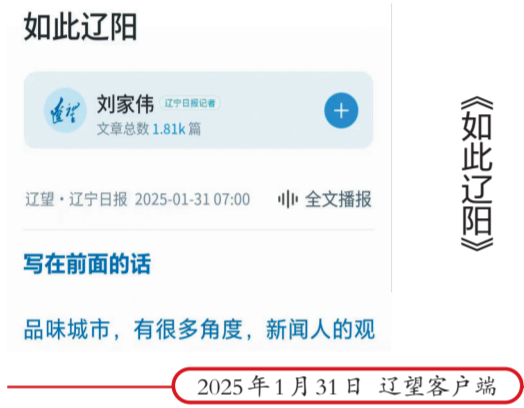 如此辽阳
辽望
刘家伟 辽宁日报记者
文章总数 1.81k 篇
辽望·辽宁日报 2025-01-31 07:00 全文播报
写在前面的话
品味城市，有很多角度，新闻人的观
《如此辽阳》
2025年1月31日 辽望客户端